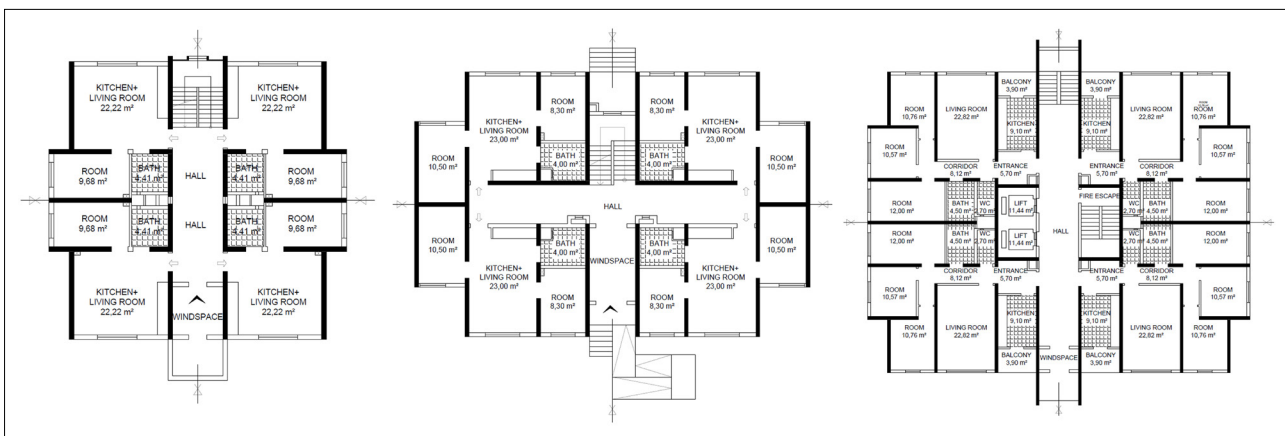 KITCHEN+
LIVING ROOM
22,22 m²
KITCHEN+
LIVING ROOM
22,22 m²
ROOM
9,68 m²
BATH
4,41 m²
HALL
BATH
4,41 m²
ROOM
9,68 m²
ROOM
9,68 m²
BATH
4,41 m²
HALL
BATH
4,41 m²
ROOM
9,68 m²
KITCHEN+
LIVING ROOM
22,22 m²
KITCHEN+
LIVING ROOM
22,22 m²
WINDSPACE
KITCHEN+
LIVING ROOM
23,00 m²
ROOM
8,30 m²
ROOM
8,30 m²
KITCHEN+
LIVING ROOM
23,00 m²
ROOM
10,50 m²
BATH
4,00 m²
BATH
4,00 m²
ROOM
10,50 m²
HALL
ROOM
10,50 m²
BATH
4,00 m²
WINDSPACE
BATH
4,00 m²
ROOM
10,50 m²
KITCHEN+
LIVING ROOM
23,00 m²
ROOM
8,30 m²
ROOM
8,30 m²
KITCHEN+
LIVING ROOM
23,00 m²
BALCONY
3,90 m²
BALCONY
3,90 m²
ROOM
10,76 m²
LIVING ROOM
22,82 m²
KITCHEN
9,10 m²
KITCHEN
9,10 m²
LIVING ROOM
22,82 m²
ROOM
10,76 m²
ROOM
10,57 m²
ROOM
10,57 m²
CORRIDOR
8,12 m²
ENTRANCE
5,70 m²
ENTRANCE
5,70 m²
CORRIDOR
8,12 m²
ROOM
12,00 m²
BATH
4,50 m²
WC
2,70 m²
LIFT
11,44 m²
FIRE ESCAPE
WC
2,70 m²
BATH
4,50 m²
ROOM
12,00 m²
ROOM
12,00 m²
BATH
4,50 m²
WC
2,70 m²
LIFT
11,44 m²
HALL
WC
2,70 m²
BATH
4,50 m²
ROOM
12,00 m²
CORRIDOR
8,12 m²
ENTRANCE
5,70 m²
ENTRANCE
5,70 m²
CORRIDOR
8,12 m²
ROOM
10,57 m²
ROOM
10,57 m²
ROOM
10,76 m²
LIVING ROOM
22,82 m²
KITCHEN
9,10 m²
KITCHEN
9,10 m²
LIVING ROOM
22,82 m²
ROOM
10,76 m²
BALCONY
3,90 m²
WINDSPACE
BALCONY
3,90 m²